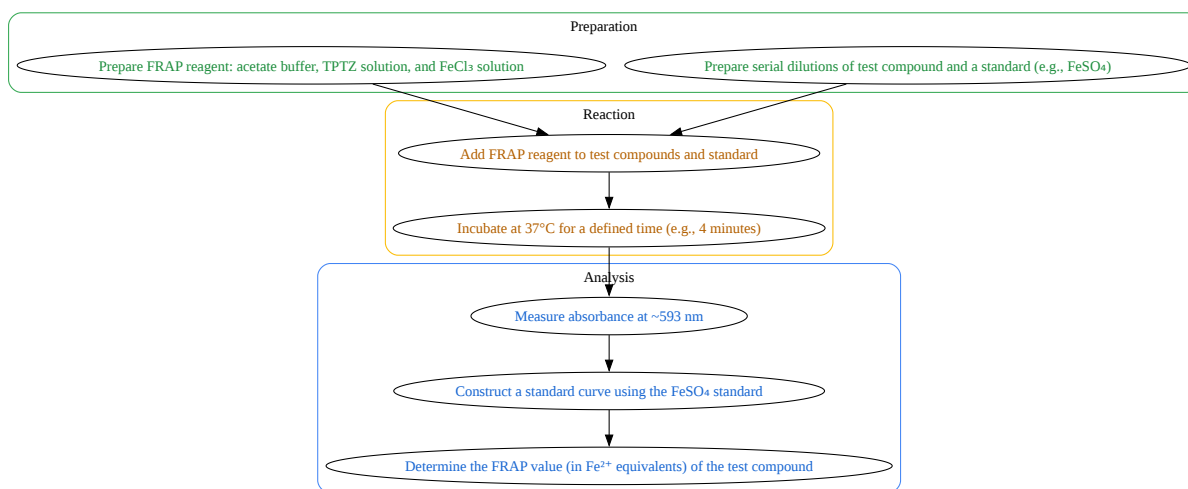 Preparation
Prepare FRAP reagent: acetate buffer, TPTZ solution, and FeCl₃ solution
Prepare serial dilutions of test compound and a standard (e.g., FeSO₄)
Reaction
Add FRAP reagent to test compounds and standard
Incubate at 37°C for a defined time (e.g., 4 minutes)
Analysis
Measure absorbance at ~593 nm
Construct a standard curve using the FeSO₄ standard
Determine the FRAP value (in Fe²⁺ equivalents) of the test compound